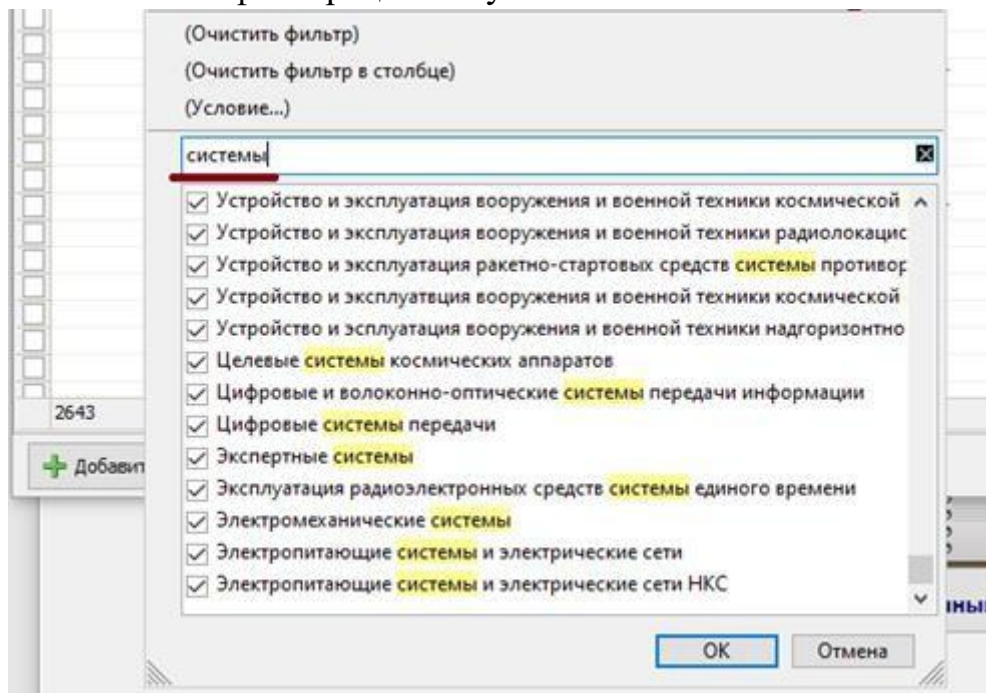 (Очистить фильтр)
(Очистить фильтр в столбце)
(Условие...)
системы
Устройство и эксплуатация вооружения и военной техники космической
Устройство и эксплуатация вооружения и военной техники радиолокацис
Устройство и эксплуатация ракетно-стартовых средств системы противор
Устройство и эксплуатвция вооружения и военной техники космической
Устройство и эсплуатация вооружения и военной техники надгоризонтно
Целевые системы космических аппаратов
Цифровые и волоконно-оптические системы передачи информации
2643
Цифровые системы передачи
Экспертные системы
Добавит
Эксплуатация радиоэлектронных средств системы единого времени
Электромеханические системы
Электропитающие системы и электрические сети
Электропитающие системы и электрические сети НКС
ны
OK Отмена